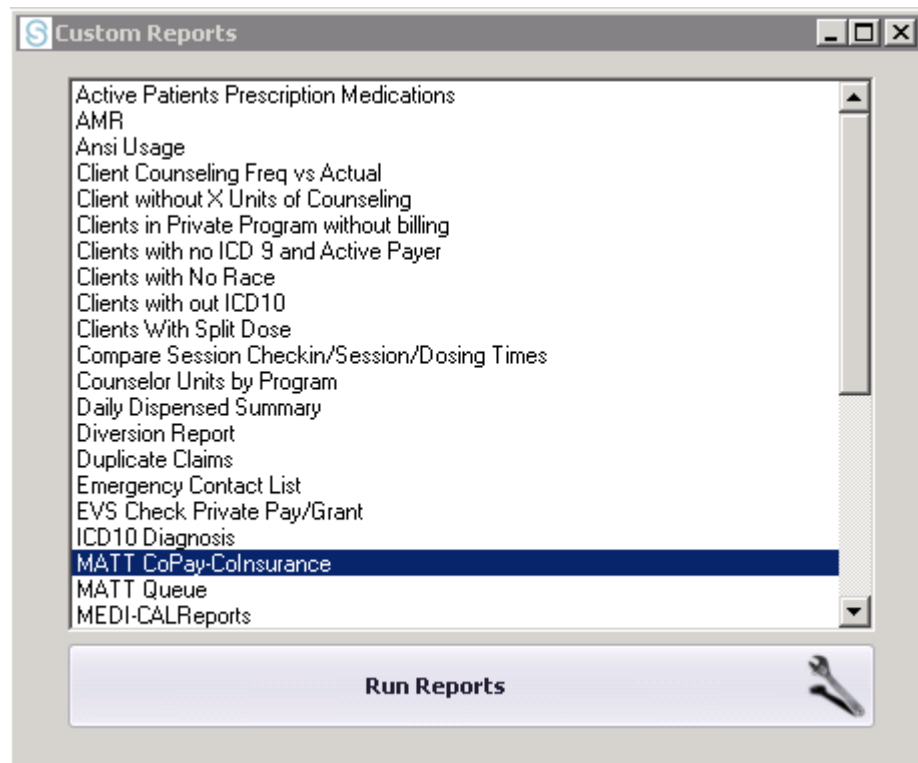 Custom Reports
Active Patients Prescription Medications
AMR
Ansi Usage
Client Counseling Freq vs Actual
Client without X Units of Counseling
Clients in Private Program without billing
Clients with no ICD 9 and Active Payer
Clients with No Race
Clients with out ICD10
Clients With Split Dose
Compare Session Checkin/Session/Dosing Times
Counselor Units by Program
Daily Dispensed Summary
Diversion Report
Duplicate Claims
Emergency Contact List
EVS Check Private Pay/Grant
ICD10 Diagnosis
MATT CoPay-CoInsurance
MATT Queue
MEDI-CALReports
Run Reports